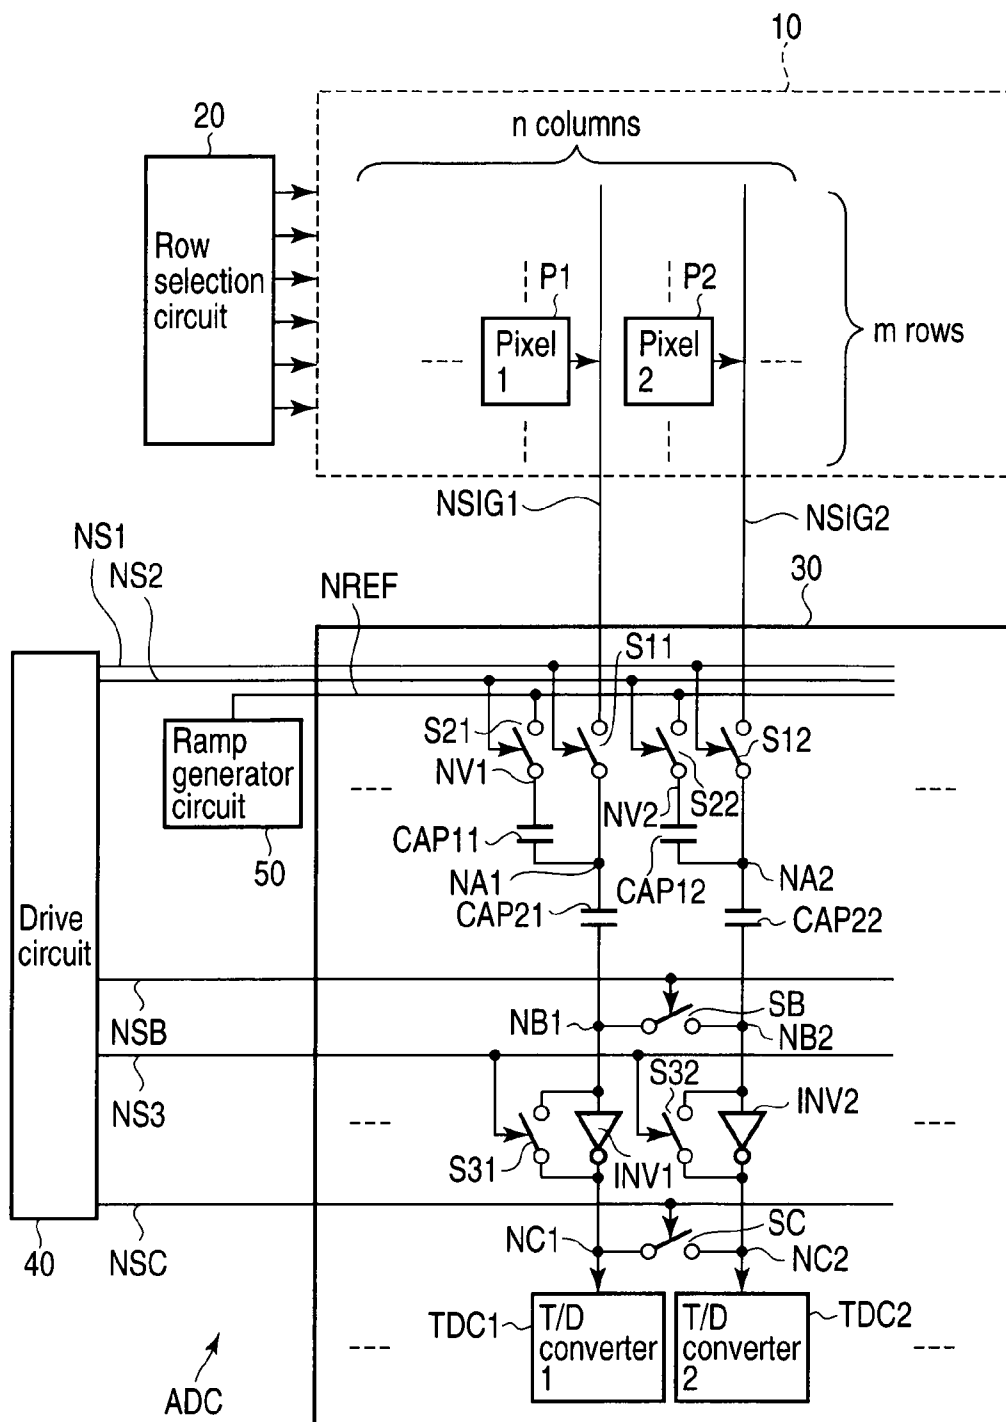 10
20
n columns
Row
selection
circuit
P1
P2
Pixel
1
Pixel
2
m rows
NSIG1
NSIG2
NS1
NS2
NREF
30
S11
S21
S12
Ramp
generator
circuit
NV1
S22
NV2
50
CAP11
CAP12
NA1
NA2
CAP21
CAP22
Drive
circuit
NSB
SB
NB1
NB2
NS3
S32
INV2
S31
INV1
40
NSC
SC
NC1
NC2
TDC1
T/D
converter
1
T/D
converter
2
TDC2
ADC